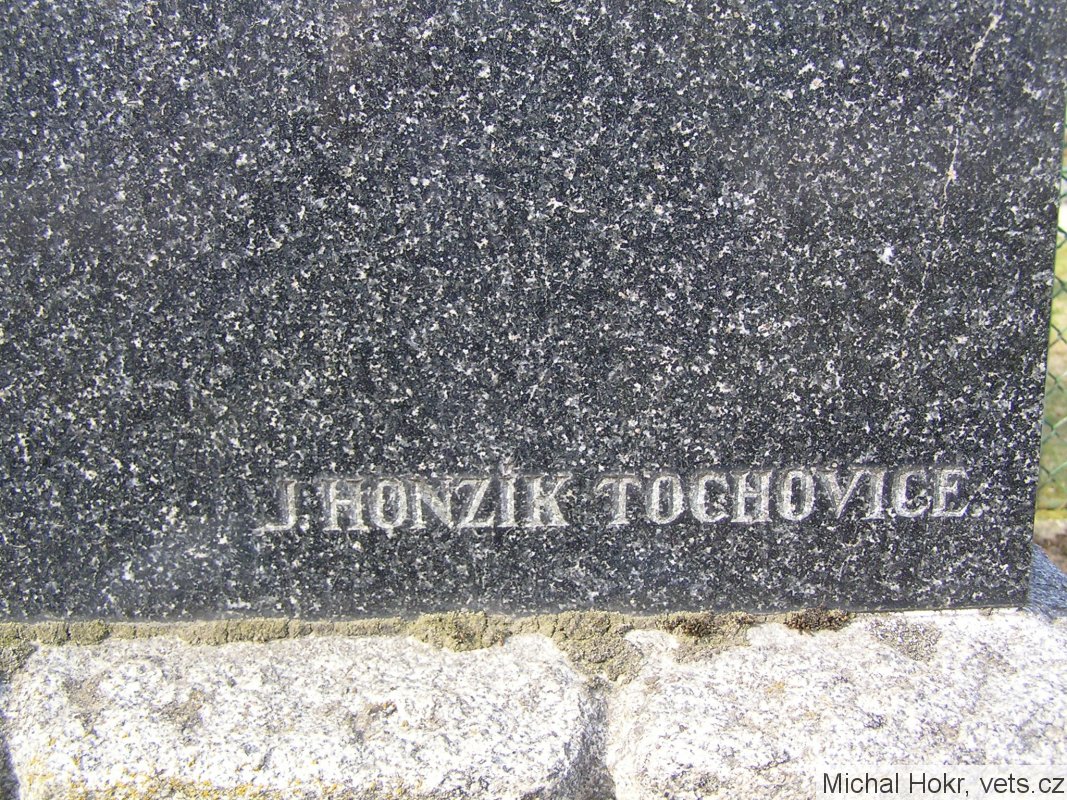 J. HONZÍK TOCHOVICE.
Michal Hokr, vets.cz